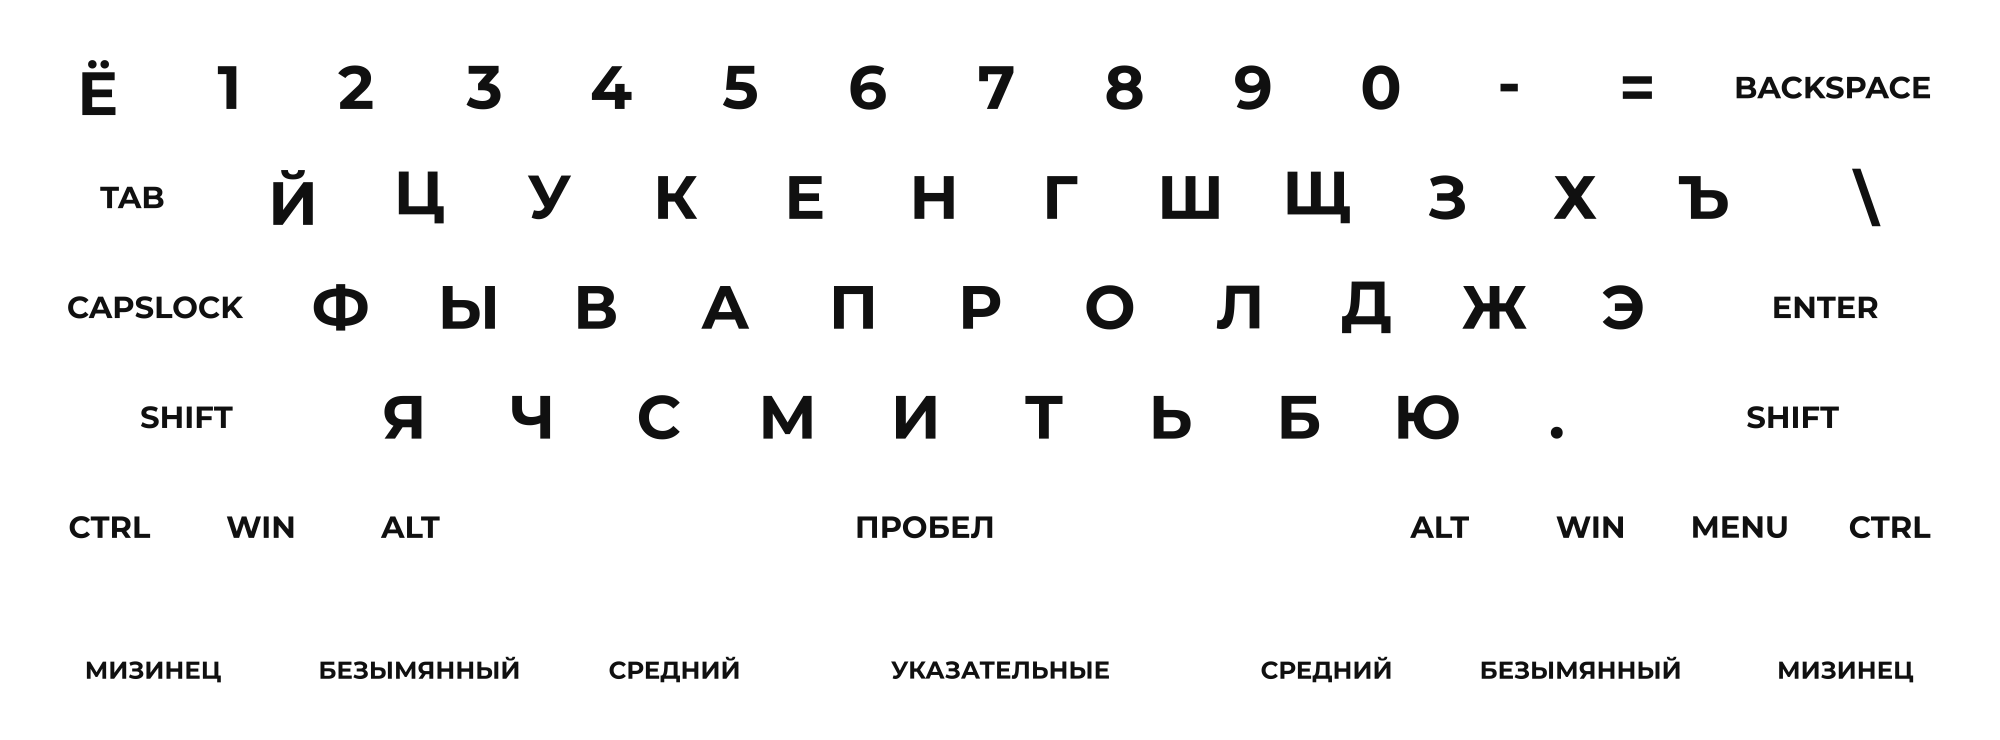 Ё 1 2 3 4 5 6 7 8 9 0 - = BACKSPACE
TAB Й Ц У К Е Н Г Ш Щ З Х Ъ \
CAPSLOCK Ф Ы В А П Р О Л Д Ж Э ENTER
SHIFT Я Ч С М И Т Ь Б Ю . SHIFT
CTRL WIN ALT ПРОБЕЛ ALT WIN MENU CTRL
МИЗИНЕЦ БЕЗЫМЯННЫЙ СРЕДНИЙ УКАЗАТЕЛЬНЫЕ СРЕДНИЙ БЕЗЫМЯННЫЙ МИЗИНЕЦ